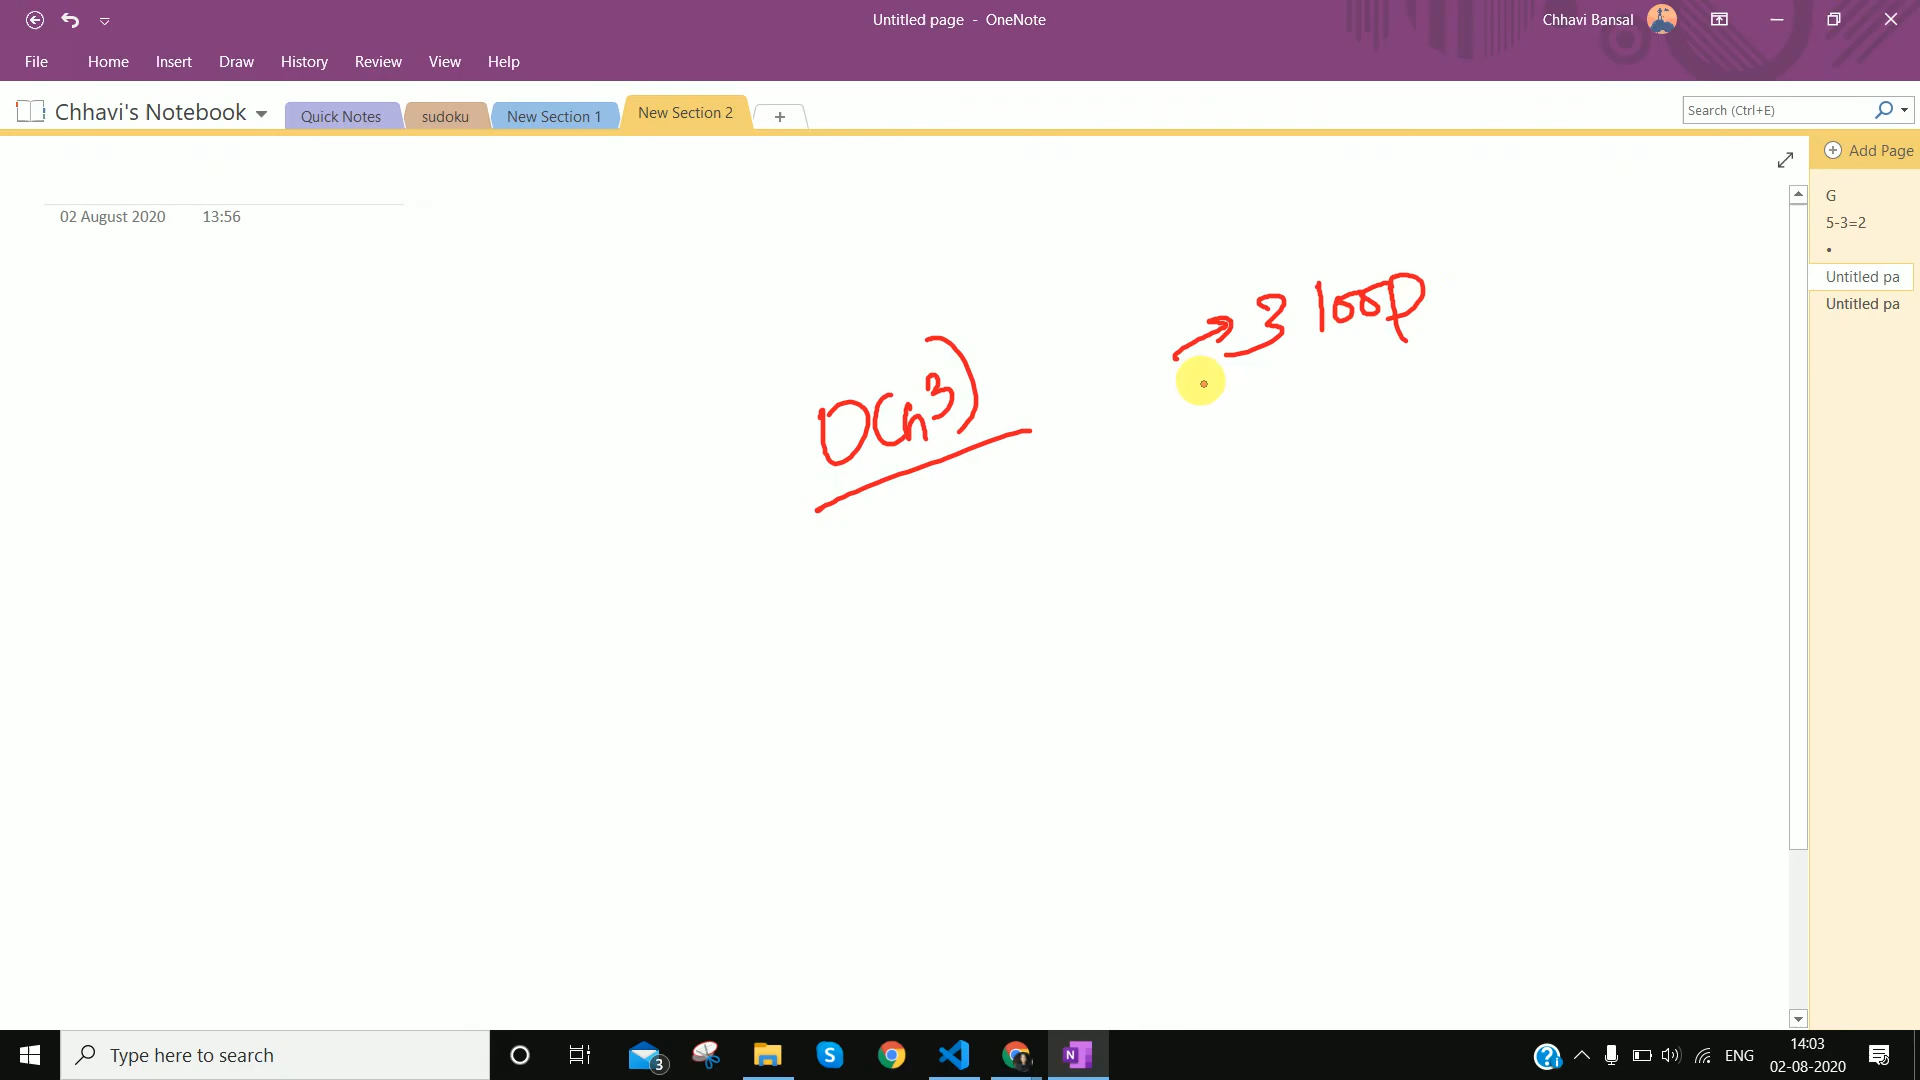 Untitled page - OneNote
Chhavi Bansal
File Home Insert Draw History Review View Help
Chhavi's Notebook
Quick Notes
sudoku
New Section 1
New Section 2
+
Search (Ctrl+E)
Add Page
02 August 2020 13:56
G
5-3=2
•
Untitled pa
Untitled pa
3 loop
O(n³)
Type here to search
3
S
N
ENG
14:03
02-08-2020